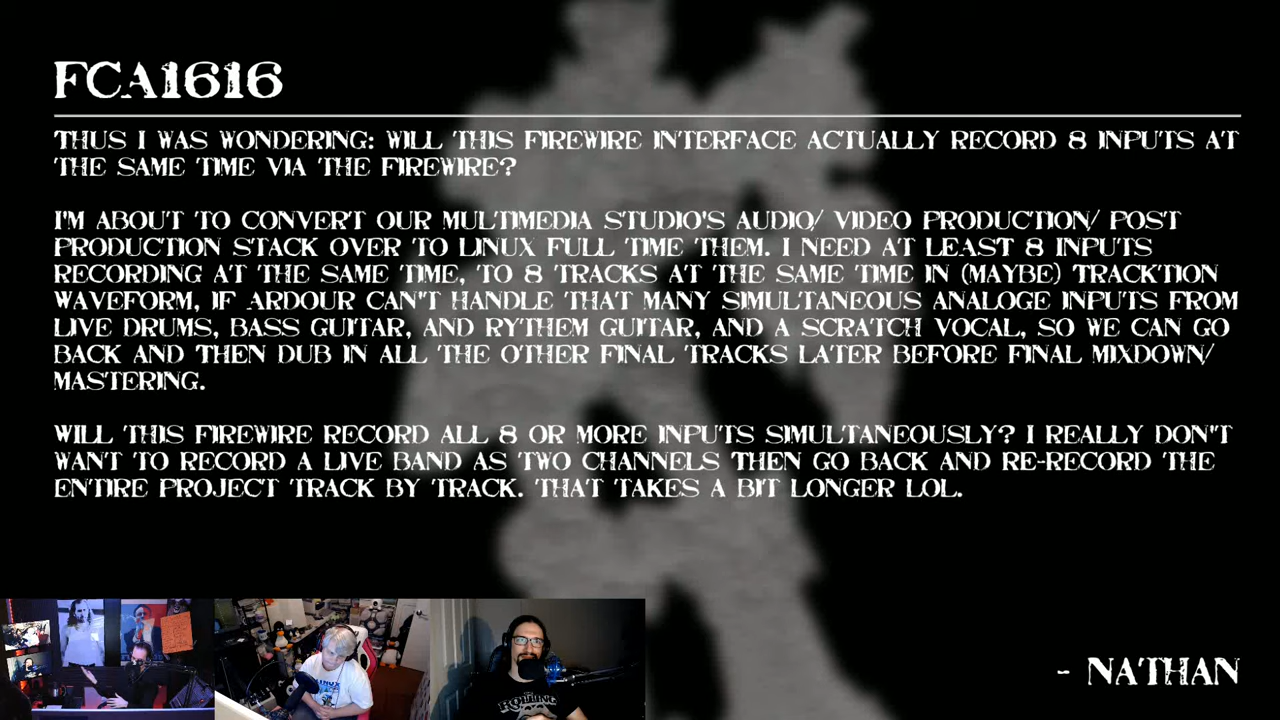 FCA1616
THUS I WAS WONDERING: WILL THIS FIREWIRE INTERFACE ACTUALLY RECORD 8 INPUTS AT
THE SAME TIME VIA THE FIREWIRE?
I'M ABOUT TO CONVERT OUR MULTIMEDIA STUDIO'S AUDIO/ VIDEO PRODUCTION/ POST
PRODUCTION STACK OVER TO LINUX FULL TIME THEM. I NEED AT LEAST 8 INPUTS
RECORDING AT THE SAME TIME, TO 8 TRACKS AT THE SAME TIME IN (MAYBE) TRACKTION
WAVEFORM, IF ARDOUR CAN'T HANDLE THAT MANY SIMULTANEOUS ANALOGE INPUTS FROM
LIVE DRUMS, BASS GUITAR, AND RYTHEM GUITAR, AND A SCRATCH VOCAL, SO WE CAN GO
BACK AND THEN DUB IN ALL THE OTHER FINAL TRACKS LATER BEFORE FINAL MIXDOWN/
MASTERING.
WILL THIS FIREWIRE RECORD ALL 8 OR MORE INPUTS SIMULTANEOUSLY? I REALLY DON'T
WANT TO RECORD A LIVE BAND AS TWO CHANNELS THEN GO BACK AND RE-RECORD THE
ENTIRE PROJECT TRACK BY TRACK. THAT TAKES A BIT LONGER LOL.
LINUX
- NATHAN